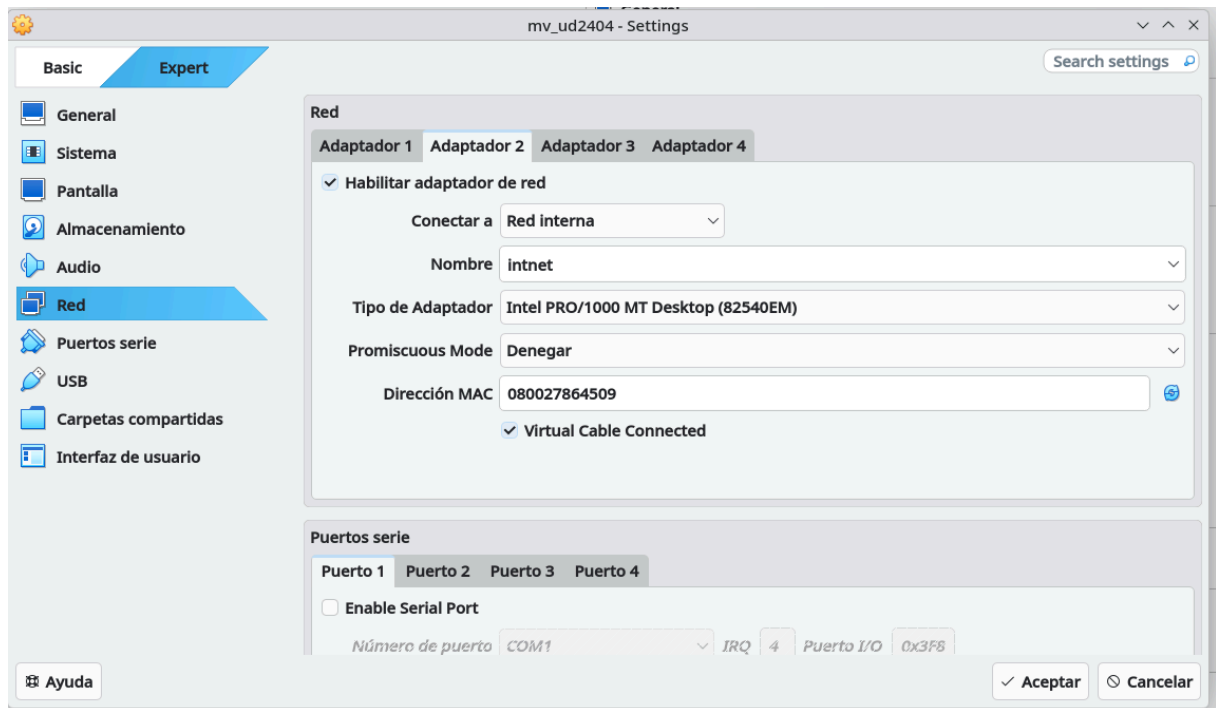 mv_ud2404 - Settings
Basic Expert
Search settings
General
Sistema
Pantalla
Almacenamiento
Audio
Red
Puertos serie
USB
Carpetas compartidas
Interfaz de usuario
Red
Adaptador 1 Adaptador 2 Adaptador 3 Adaptador 4
Habilitar adaptador de red
Conectar a Red interna
Nombre intnet
Tipo de Adaptador Intel PRO/1000 MT Desktop (82540EM)
Promiscuous Mode Denegar
Dirección MAC 080027864509
Virtual Cable Connected
Puertos serie
Puerto 1 Puerto 2 Puerto 3 Puerto 4
Enable Serial Port
Número de puerto COM1 IRQ 4 Puerto I/O 0x3F8
Ayuda
Aceptar Cancelar